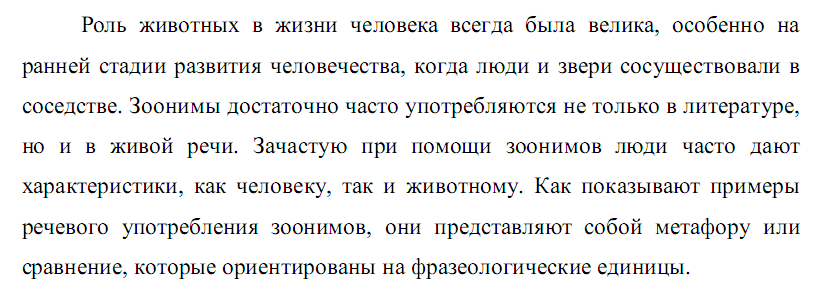 Роль животных в жизни человека всегда была велика, особенно на
ранней стадии развития человечества, когда люди и звери сосуществовали в
соседстве. Зоонимы достаточно часто употребляются не только в литературе,
но и в живой речи. Зачастую при помощи зоонимов люди часто дают
характеристики, как человеку, так и животному. Как показывают примеры
речевого употребления зоонимов, они представляют собой метафору или
сравнение, которые ориентированы на фразеологические единицы.